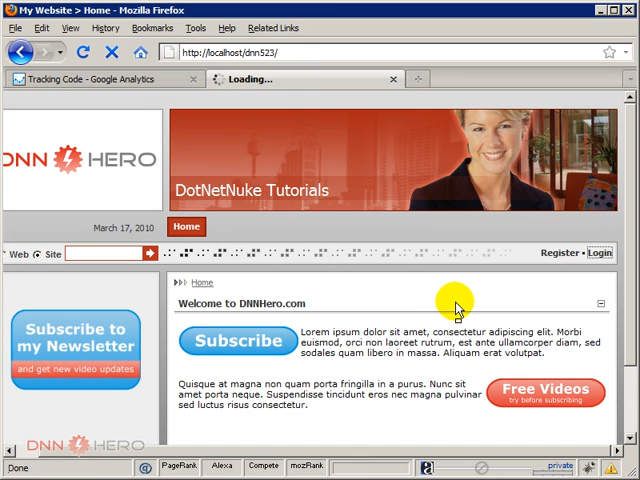 My Website > Home - Mozilla Firefox
File Edit View History Bookmarks Tools Help Related Links
http://localhost/dnn523/
Tracking Code - Google Analytics
Loading...
DNN HERO
DotNetNuke Tutorials
March 17, 2010
Home
Web Site
Register • Login
Home
Welcome to DNNHero.com
Subscribe to
my Newsletter
and get new video updates
Subscribe
Lorem ipsum dolor sit amet, consectetur adipiscing elit. Morbi
euismod, orci non laoreet rutrum, est ante ullamcorper diam, sed
sodales quam libero in massa. Aliquam erat volutpat.
Quisque at magna non quam porta fringilla in a purus. Nunc sit
amet porta neque. Suspendisse tincidunt eros nec magna pulvinar
sed luctus risus consectetur.
Free Videos
try before subscribing
DNN HERO
Done
PageRank
Alexa
Compete
mozRank
a
private